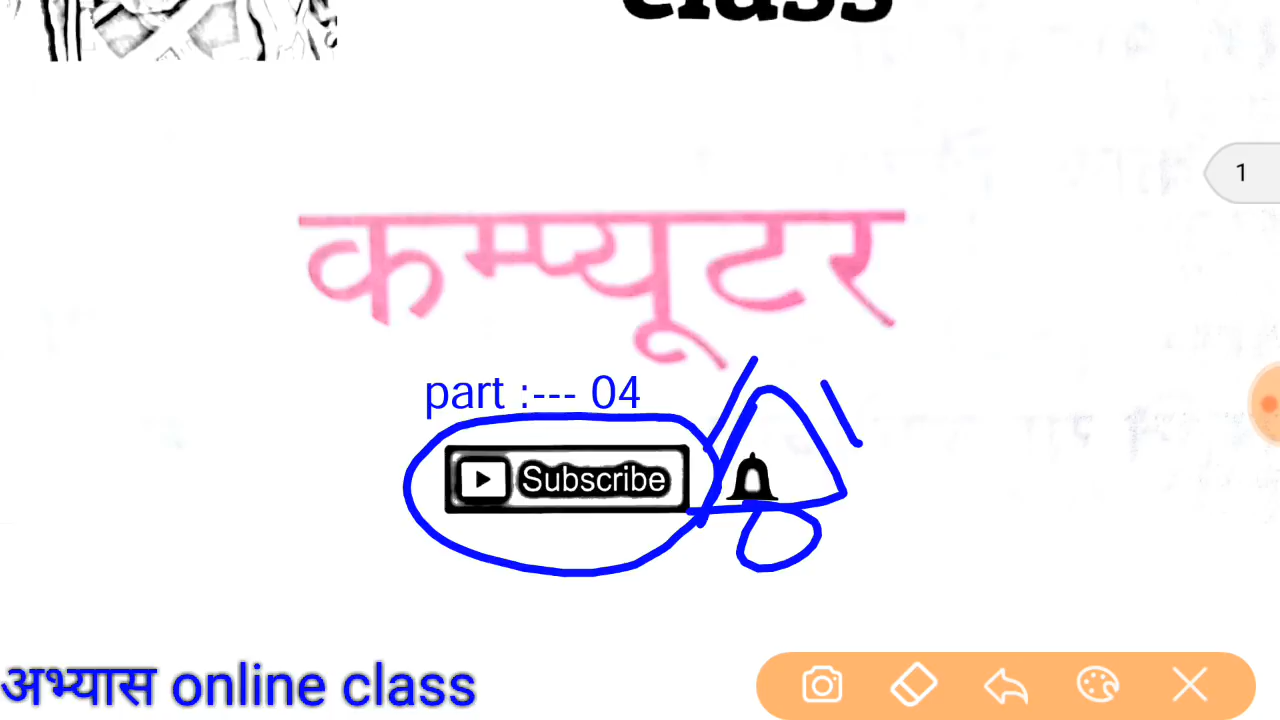 class
1
कम्प्यूटर
part :--- 04
Subscribe
अभ्यास online class